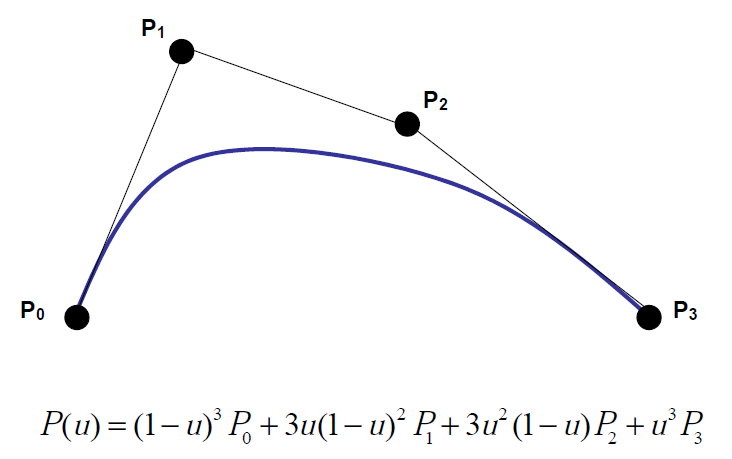 P₁
P₂
P₀
P₃
P(u) = (1 − u)³ P₀ + 3u(1 − u)² P₁ + 3u² (1 − u) P₂ + u³ P₃